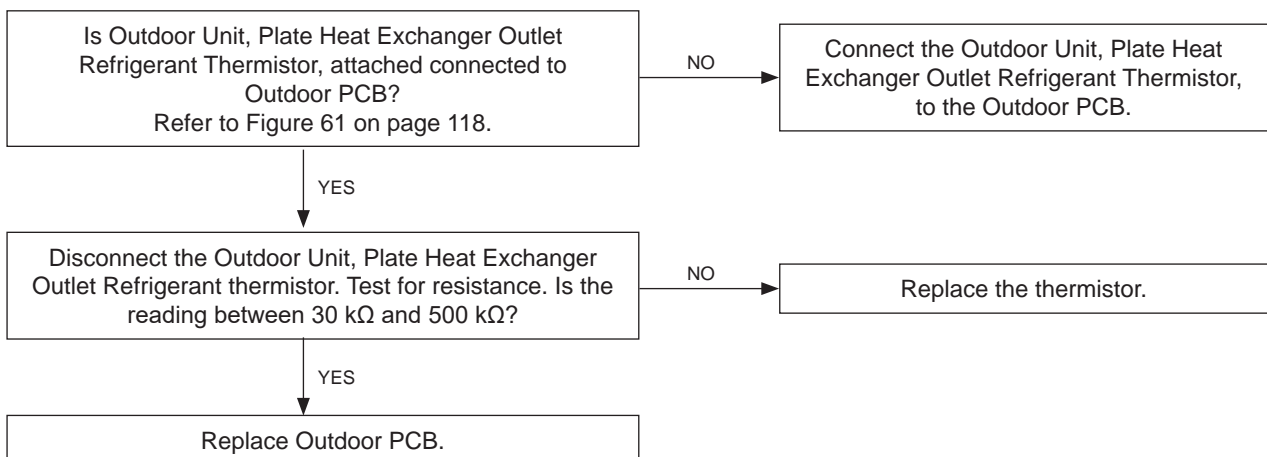 Is Outdoor Unit, Plate Heat Exchanger Outlet
Refrigerant Thermistor, attached connected to
Outdoor PCB?
Refer to Figure 61 on page 118.
NO
Connect the Outdoor Unit, Plate Heat
Exchanger Outlet Refrigerant Thermistor,
to the Outdoor PCB.
YES
Disconnect the Outdoor Unit, Plate Heat Exchanger
Outlet Refrigerant thermistor. Test for resistance. Is the
reading between 30 kΩ and 500 kΩ?
NO
Replace the thermistor.
YES
Replace Outdoor PCB.